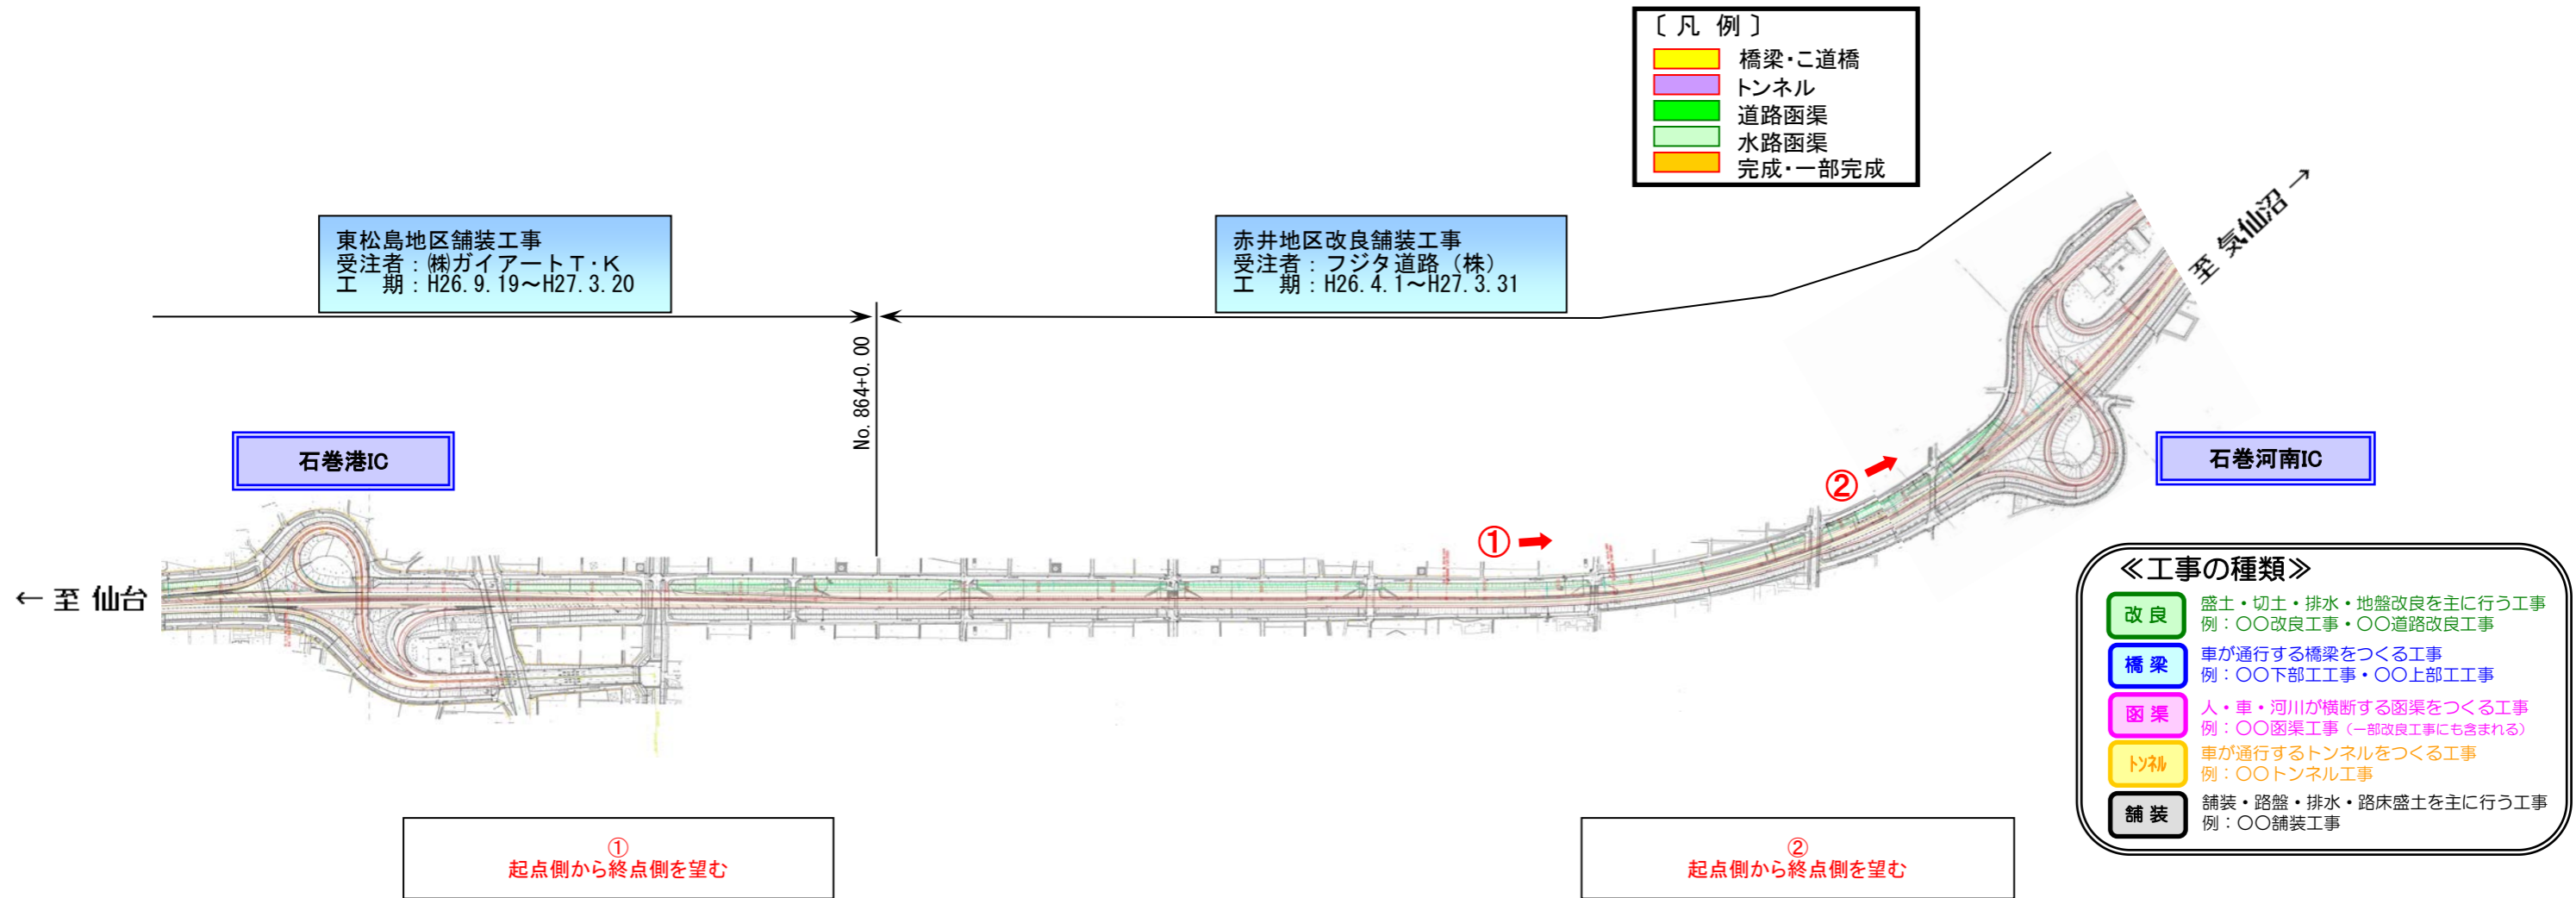 〔 凡 例 〕
橋梁・こ道橋
トンネル
道路函渠
水路函渠
完成・一部完成
東松島地区舗装工事
受注者：㈱ガイアートT・K
工　期：H26.9.19～H27.3.20
赤井地区改良舗装工事
受注者：フジタ道路（株）
工　期：H26.4.1～H27.3.31
至 気仙沼 →
No.864+0.00
石巻港IC
石巻河南IC
②
①
← 至 仙台
≪工事の種類≫
改 良
盛土・切土・排水・地盤改良を主に行う工事
例：〇〇改良工事・〇〇道路改良工事
橋 梁
車が通行する橋梁をつくる工事
例：〇〇下部工工事・〇〇上部工工事
函 渠
人・車・河川が横断する函渠をつくる工事
例：〇〇函渠工事（一部改良工事にも含まれる）
トンネル
車が通行するトンネルをつくる工事
例：〇〇トンネル工事
舗 装
舗装・路盤・排水・路床盛土を主に行う工事
例：〇〇舗装工事
①
起点側から終点側を望む
②
起点側から終点側を望む